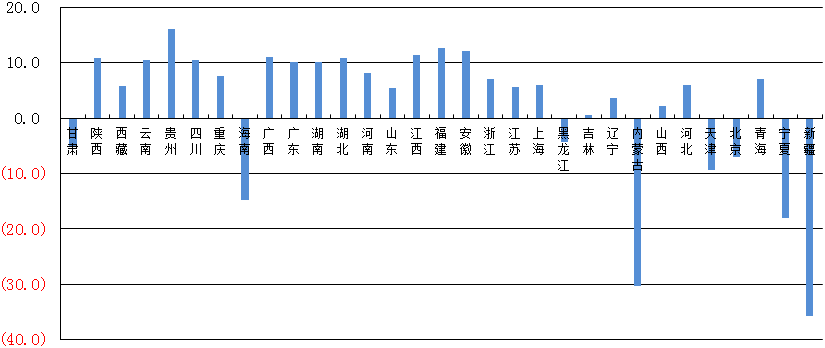 20.0
10.0
0.0
(10.0)
(20.0)
(30.0)
(40.0)
甘肃
陕西
西藏
云南
贵州
四川
重庆
海南
广西
广东
湖南
湖北
河南
山东
江西
福建
安徽
浙江
江苏
上海
黑龙江
吉林
辽宁
内蒙古
山西
河北
天津
北京
青海
宁夏
新疆